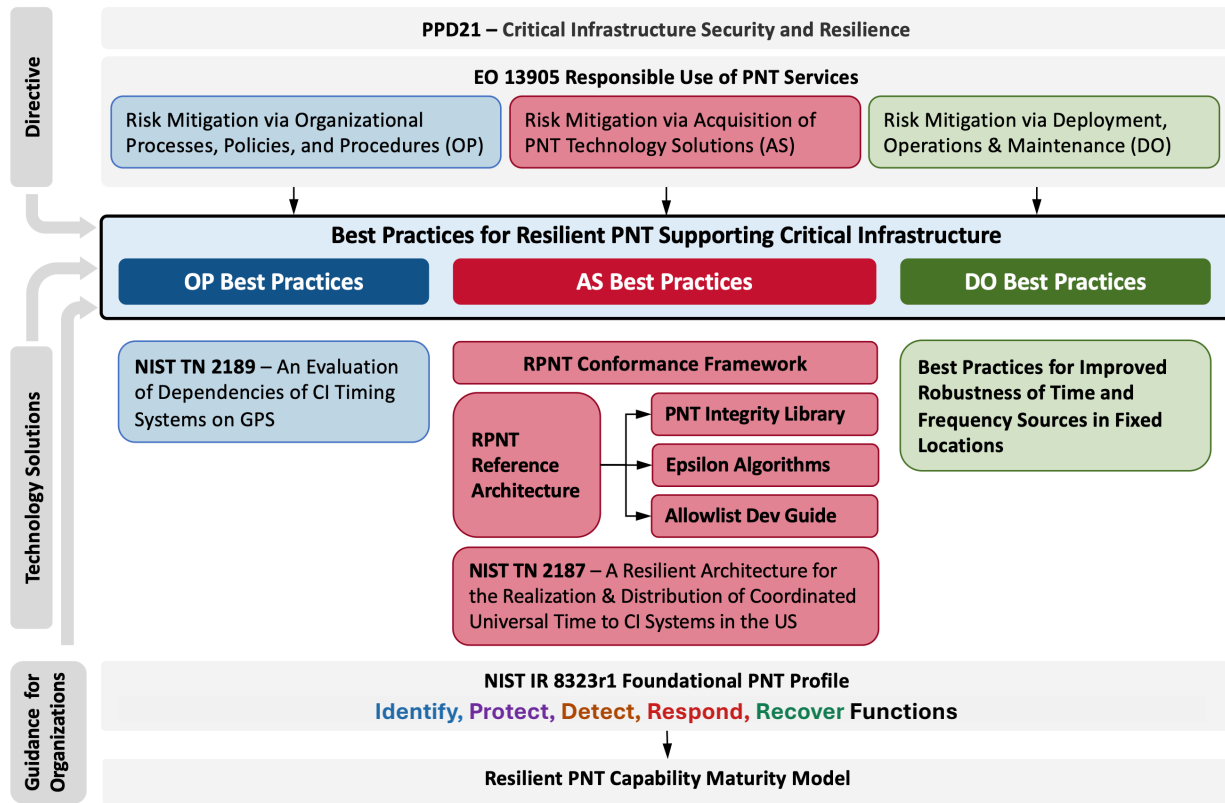 Directive
PPD21 – Critical Infrastructure Security and Resilience
EO 13905 Responsible Use of PNT Services
Risk Mitigation via Organizational
Processes, Policies, and Procedures (OP)
Risk Mitigation via Acquisition of
PNT Technology Solutions (AS)
Risk Mitigation via Deployment,
Operations & Maintenance (DO)
Best Practices for Resilient PNT Supporting Critical Infrastructure
OP Best Practices
AS Best Practices
DO Best Practices
Technology Solutions
NIST TN 2189 – An Evaluation
of Dependencies of CI Timing
Systems on GPS
RPNT Conformance Framework
RPNT
Reference
Architecture
PNT Integrity Library
Epsilon Algorithms
Allowlist Dev Guide
NIST TN 2187 – A Resilient Architecture for
the Realization & Distribution of Coordinated
Universal Time to CI Systems in the US
Best Practices for Improved
Robustness of Time and
Frequency Sources in Fixed
Locations
Guidance for
Organizations
NIST IR 8323r1 Foundational PNT Profile
Identify, Protect, Detect, Respond, Recover Functions
Resilient PNT Capability Maturity Model